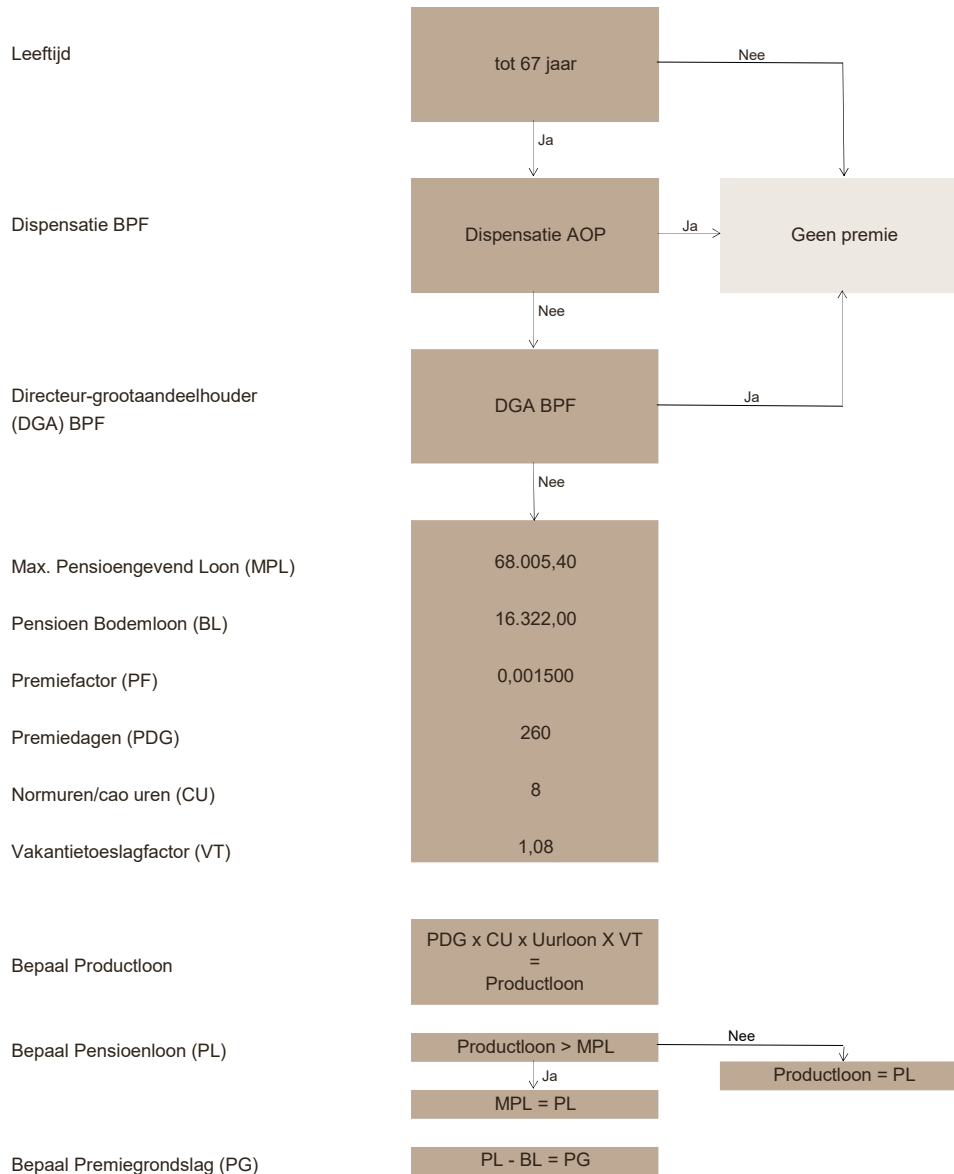 Leeftijd
tot 67 jaar
Nee
Ja
Dispensatie BPF
Dispensatie AOP
Ja
Geen premie
Nee
Directeur-grootaandeelhouder
(DGA) BPF
DGA BPF
Ja
Nee
Max. Pensioengevend Loon (MPL)
68.005,40
Pensioen Bodemloon (BL)
16.322,00
Premiefactor (PF)
0,001500
Premiedagen (PDG)
260
Normuren/cao uren (CU)
8
Vakantietoeslagfactor (VT)
1,08
Bepaal Productloon
PDG x CU x Uurloon X VT
=
Productloon
Bepaal Pensioenloon (PL)
Productloon > MPL
Nee
Productloon = PL
Ja
MPL = PL
Bepaal Premiegrondslag (PG)
PL - BL = PG